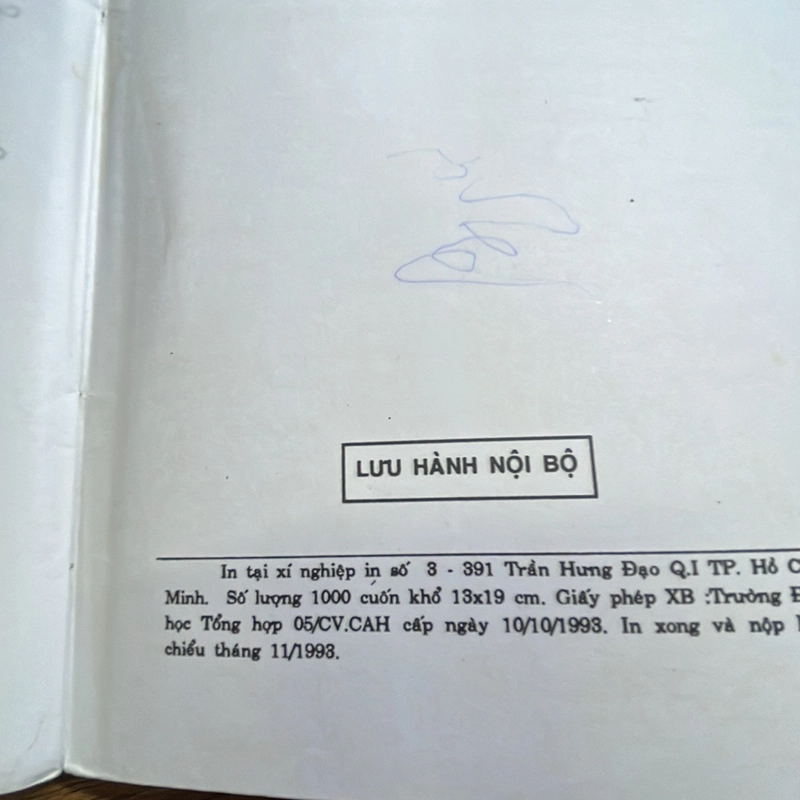 LƯU HÀNH NỘI BỘ
In tại xí nghiệp in số 3 - 391 Trần Hưng Đạo Q.I TP. Hồ C
Minh. Số lượng 1000 cuốn khổ 13x19 cm. Giấy phép XB :Trường Đ
học Tổng hợp 05/CV.CAH cấp ngày 10/10/1993. In xong và nộp
chiểu tháng 11/1993.